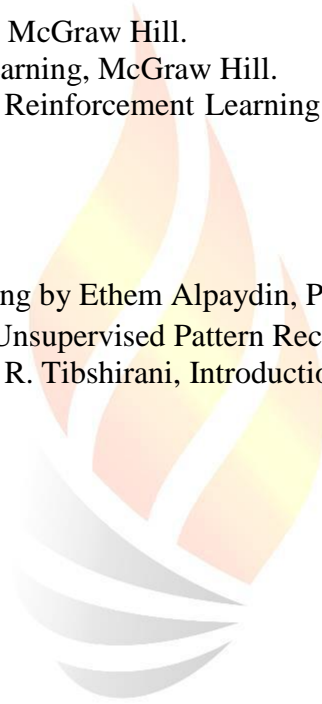 McGraw Hill.
arning, McGraw Hill.
Reinforcement Learning
ng by Ethem Alpaydin, P
Unsupervised Pattern Rec
R. Tibshirani, Introductio